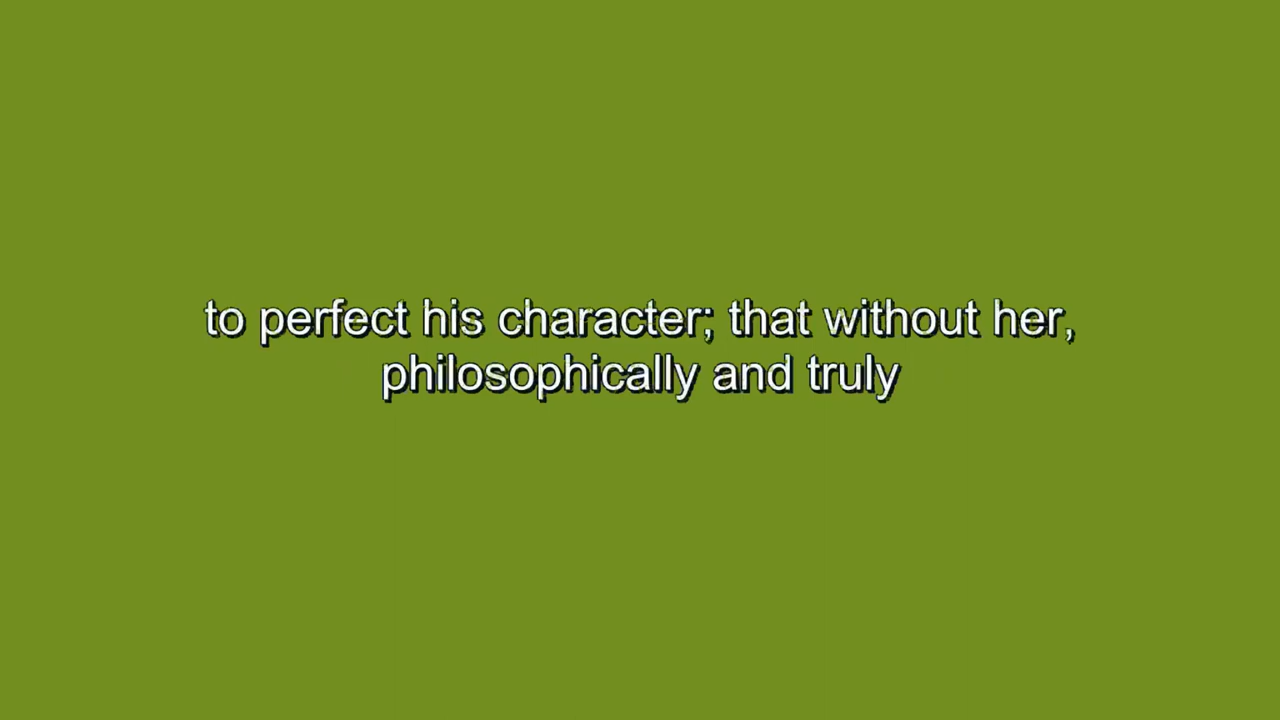 to perfect his character; that without her,
philosophically and truly